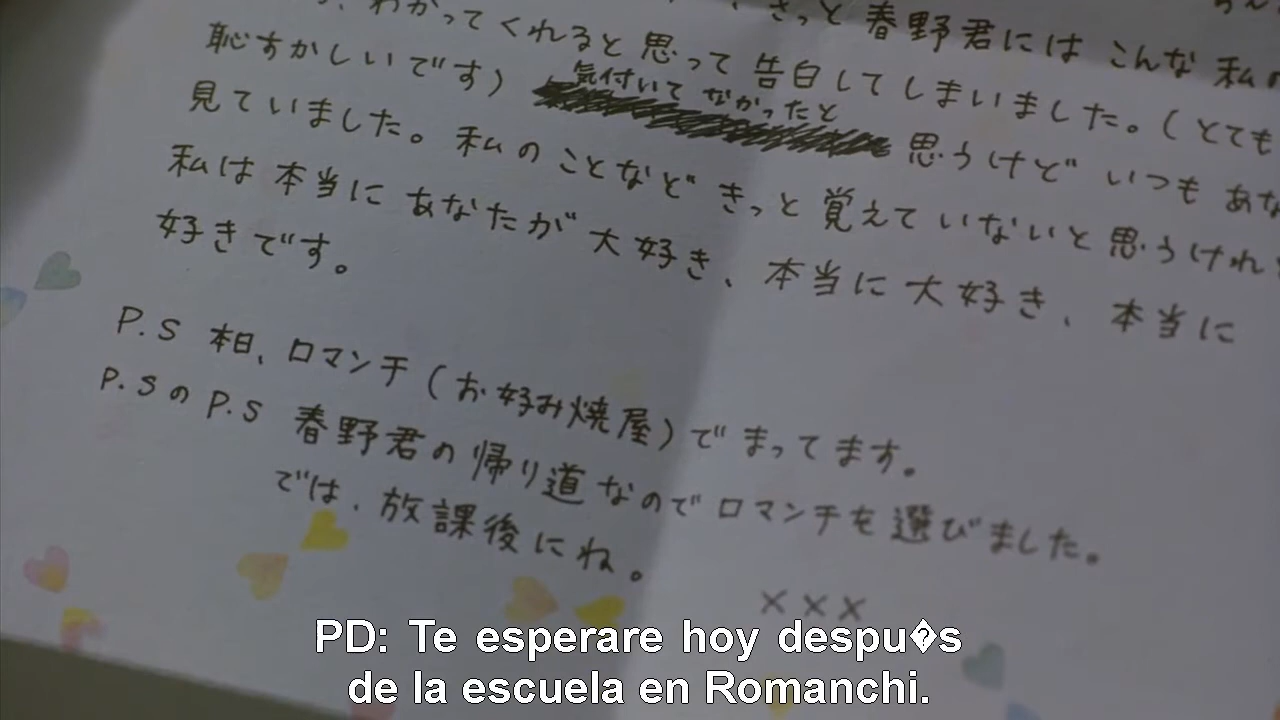 わかってくれると思って告白してしまいました。(とても
きっと春野君には こんな 私の
恥すかしいです) 気付いて なかったと 思うけど いつも あな
見ていました。私のことなど きっと覚えていないと思うけれ
私は本当に あなたが大好き、本当に大好き、本当に
好きです。
P.S 本日、ロマンチ(お好み焼屋)で まってます。
P.SのP.S 春野君の帰り道なのでロマンチを選びました。
では、放課後にね。
×××
PD: Te esperare hoy despu�s
de la escuela en Romanchi.